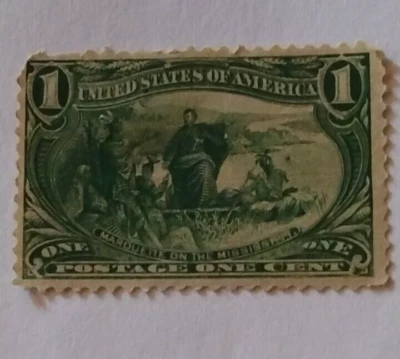 1 UNITED STATES OF AMERICA 1
MARQUETTE ON THE MISSISSIPPI.
ONE ONE
POSTAGE ONE CENT